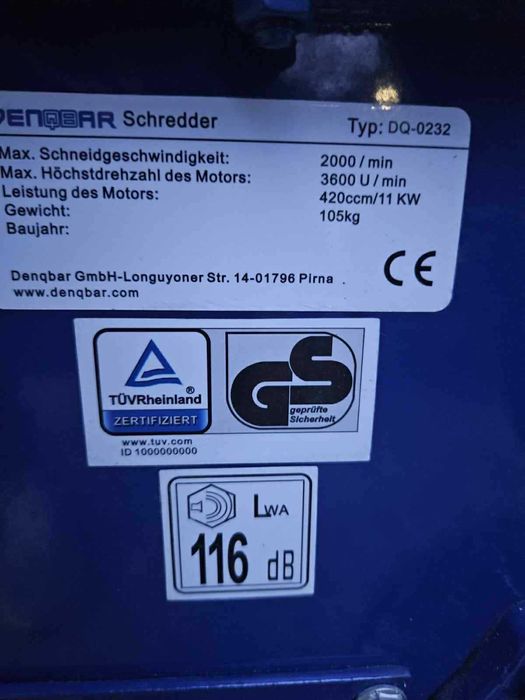 DENQBAR Schredder
Typ: DQ-0232
Max. Schneidgeschwindigkeit: 2000 / min
Max. Höchstdrehzahl des Motors: 3600 U / min
Leistung des Motors: 420ccm/11 KW
Gewicht: 105kg
Baujahr:
CE
Denqbar GmbH-Longuyoner Str. 14-01796 Pirna
www.denqbar.com
TÜVRheinland®
ZERTIFIZIERT
www.tuv.com
ID 1000000000
GS
geprüfte
Sicherheit
LWA
116 dB